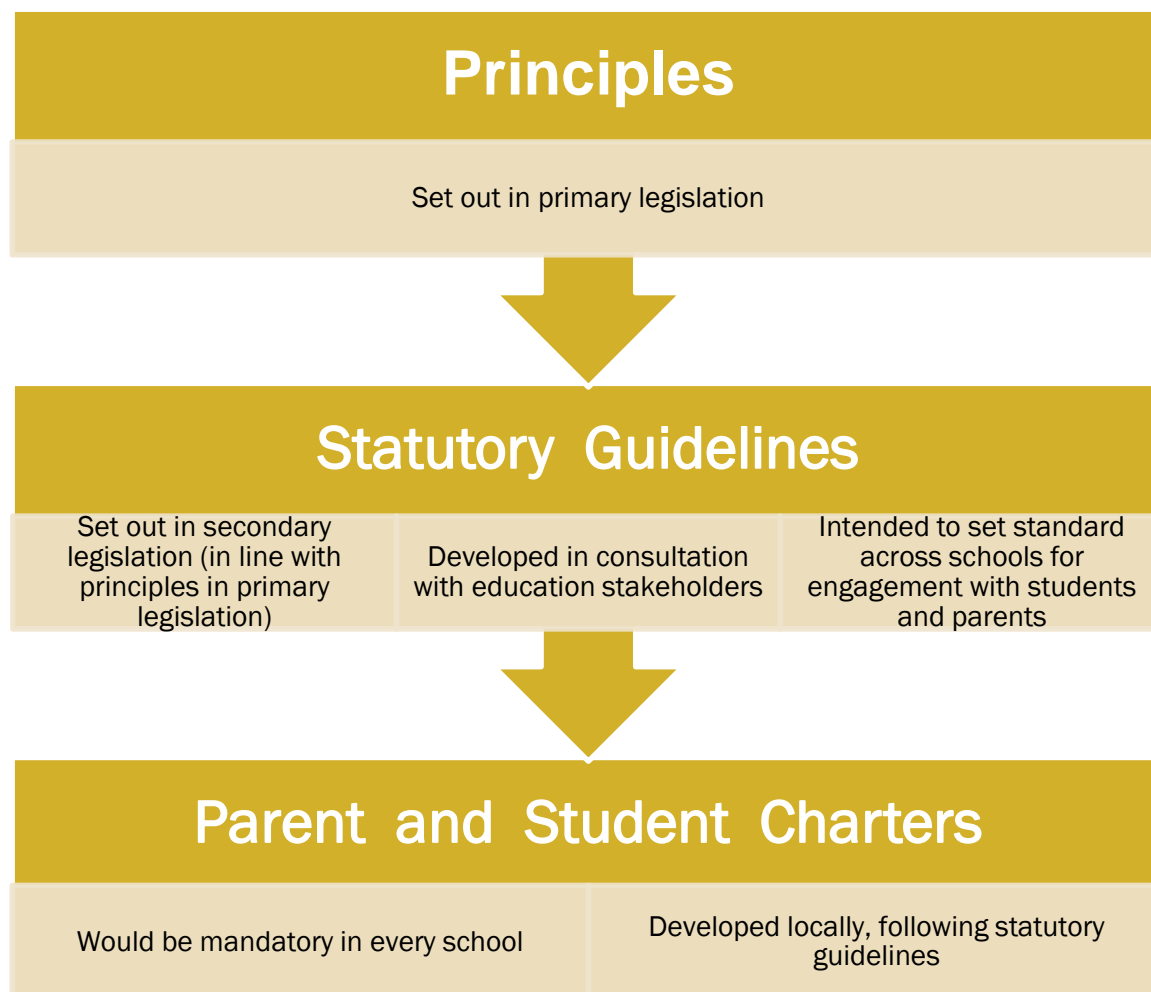 Principles
Set out in primary legislation
Statutory Guidelines
Set out in secondary
legislation (in line with
principles in primary
legislation)
Developed in consultation
with education stakeholders
Intended to set standard
across schools for
engagement with students
and parents
Parent and Student Charters
Would be mandatory in every school
Developed locally, following statutory
guidelines